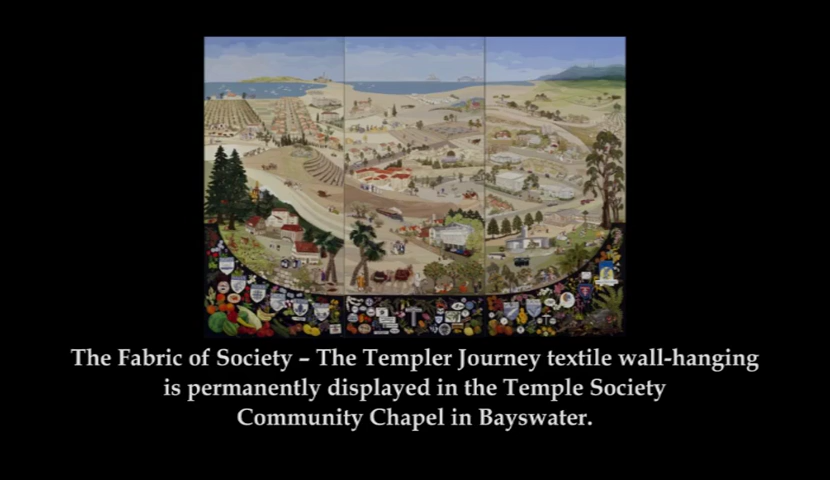 The Fabric of Society – The Templer Journey textile wall-hanging
is permanently displayed in the Temple Society
Community Chapel in Bayswater.